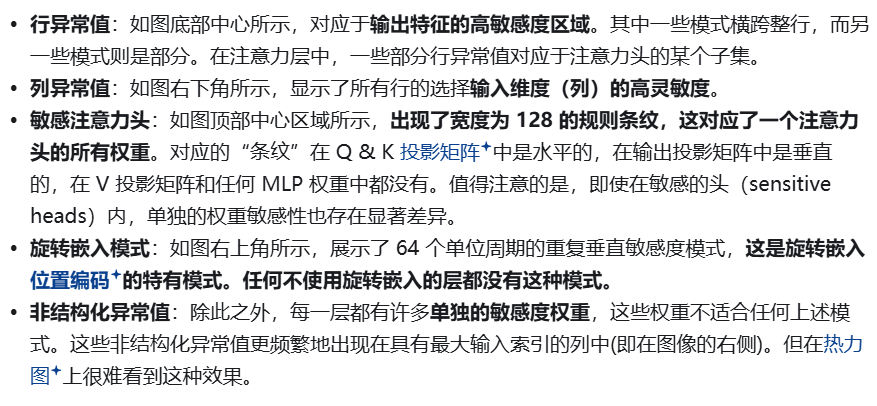 • 行异常值：如图底部中心所示，对应于输出特征的高敏感度区域。其中一些模式横跨整行，而另
一些模式则是部分。在注意力层中，一些部分行异常值对应于注意力头的某个子集。
• 列异常值：如图右下角所示，显示了所有行的选择输入维度（列）的高灵敏度。
• 敏感注意力头：如图顶部中心区域所示，出现了宽度为 128 的规则条纹，这对应了一个注意力
头的所有权重。对应的“条纹”在 Q & K 投影矩阵中是水平的，在输出投影矩阵中是垂直
的，在 V 投影矩阵和任何 MLP 权重中都没有。值得注意的是，即使在敏感的头（sensitive
heads）内，单独的权重敏感性也存在显著差异。
• 旋转嵌入模式：如图右上角所示，展示了 64 个单位周期的重复垂直敏感度模式，这是旋转嵌入
位置编码的特有模式。任何不使用旋转嵌入的层都没有这种模式。
• 非结构化异常值：除此之外，每一层都有许多单独的敏感度权重，这些权重不适合任何上述模
式。这些非结构化异常值更频繁地出现在具有最大输入索引的列中(即在图像的右侧)。但在热力
图上很难看到这种效果。